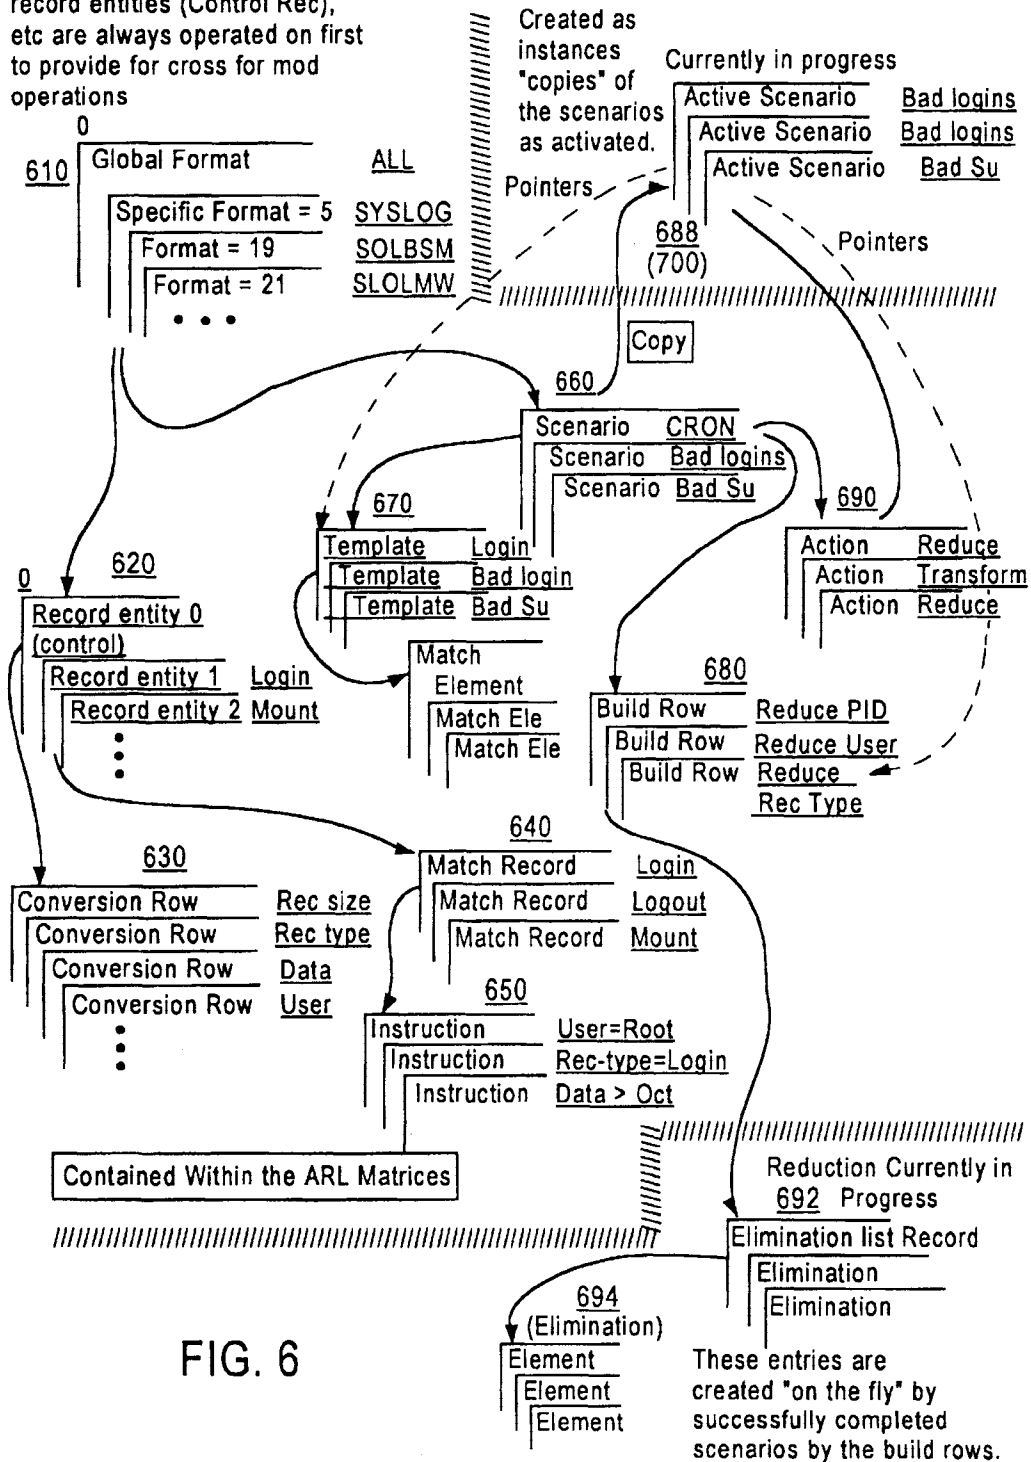 record entities (Control Rec),
etc are always operated on first
to provide for cross for mod
operations
0
610
Global Format ALL
Specific Format = 5 SYSLOG
Format = 19 SOLBSM
Format = 21 SLOLMW
• • •
Created as
instances
"copies" of
the scenarios
as activated.
Pointers
Currently in progress
Active Scenario Bad logins
Active Scenario Bad logins
Active Scenario Bad Su
688
(700)
Pointers
Copy
660
Scenario CRON
Scenario Bad logins
Scenario Bad Su
670
Template Login
Template Bad login
Template Bad Su
690
Action Reduce
Action Transform
Action Reduce
0
620
Record entity 0
(control)
Record entity 1 Login
Record entity 2 Mount
Match
Element
Match Ele
Match Ele
680
Build Row Reduce PID
Build Row Reduce User
Build Row Reduce
Rec Type
630
Conversion Row Rec size
Conversion Row Rec type
Conversion Row Data
Conversion Row User
640
Match Record Login
Match Record Logout
Match Record Mount
650
Instruction User=Root
Instruction Rec-type=Login
Instruction Data > Oct
Contained Within the ARL Matrices
Reduction Currently in
692 Progress
Elimination list Record
Elimination
Elimination
694
(Elimination)
Element
Element
Element
FIG. 6
These entries are
created "on the fly" by
successfully completed
scenarios by the build rows.